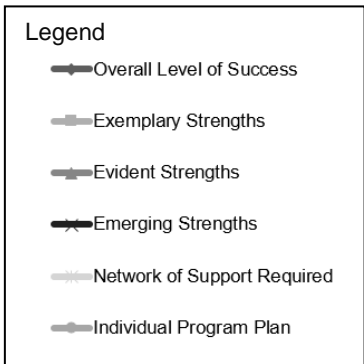 Legend
Overall Level of Success
Exemplary Strengths
Evident Strengths
Emerging Strengths
Network of Support Required
Individual Program Plan